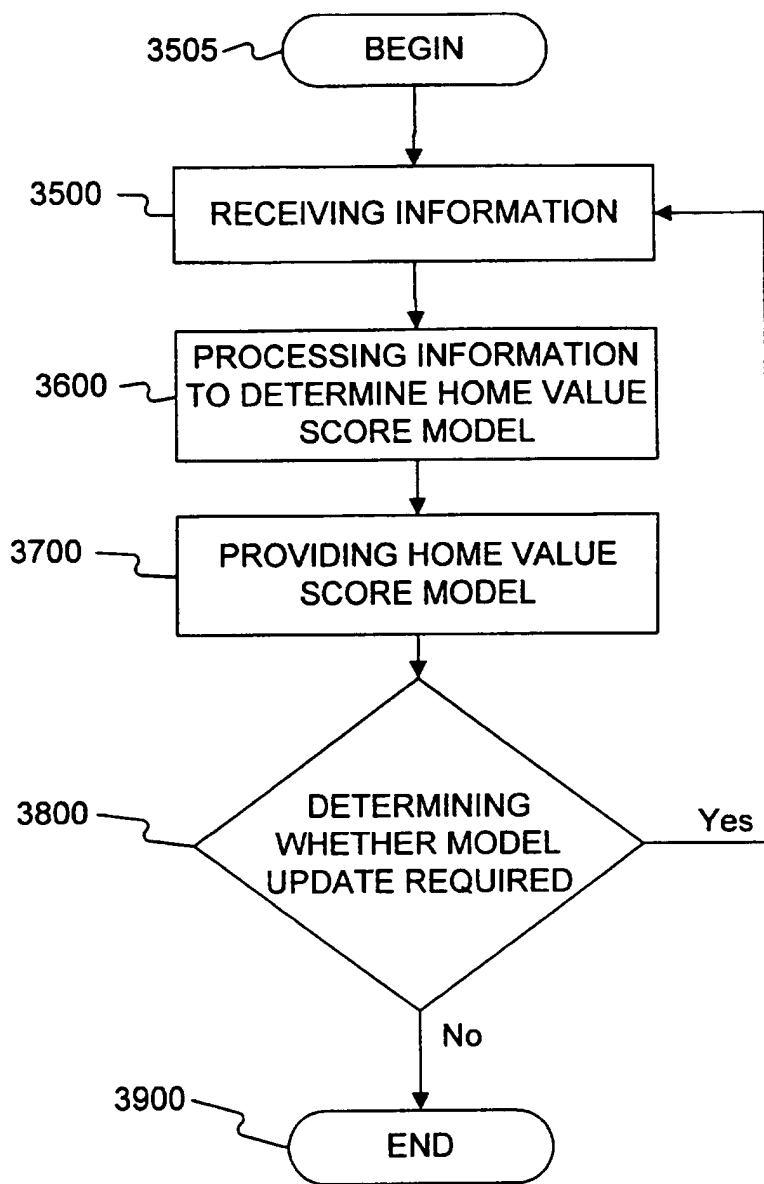 3505
BEGIN
3500
RECEIVING INFORMATION
3600
PROCESSING INFORMATION
TO DETERMINE HOME VALUE
SCORE MODEL
3700
PROVIDING HOME VALUE
SCORE MODEL
3800
DETERMINING
WHETHER MODEL
UPDATE REQUIRED
Yes
No
3900
END